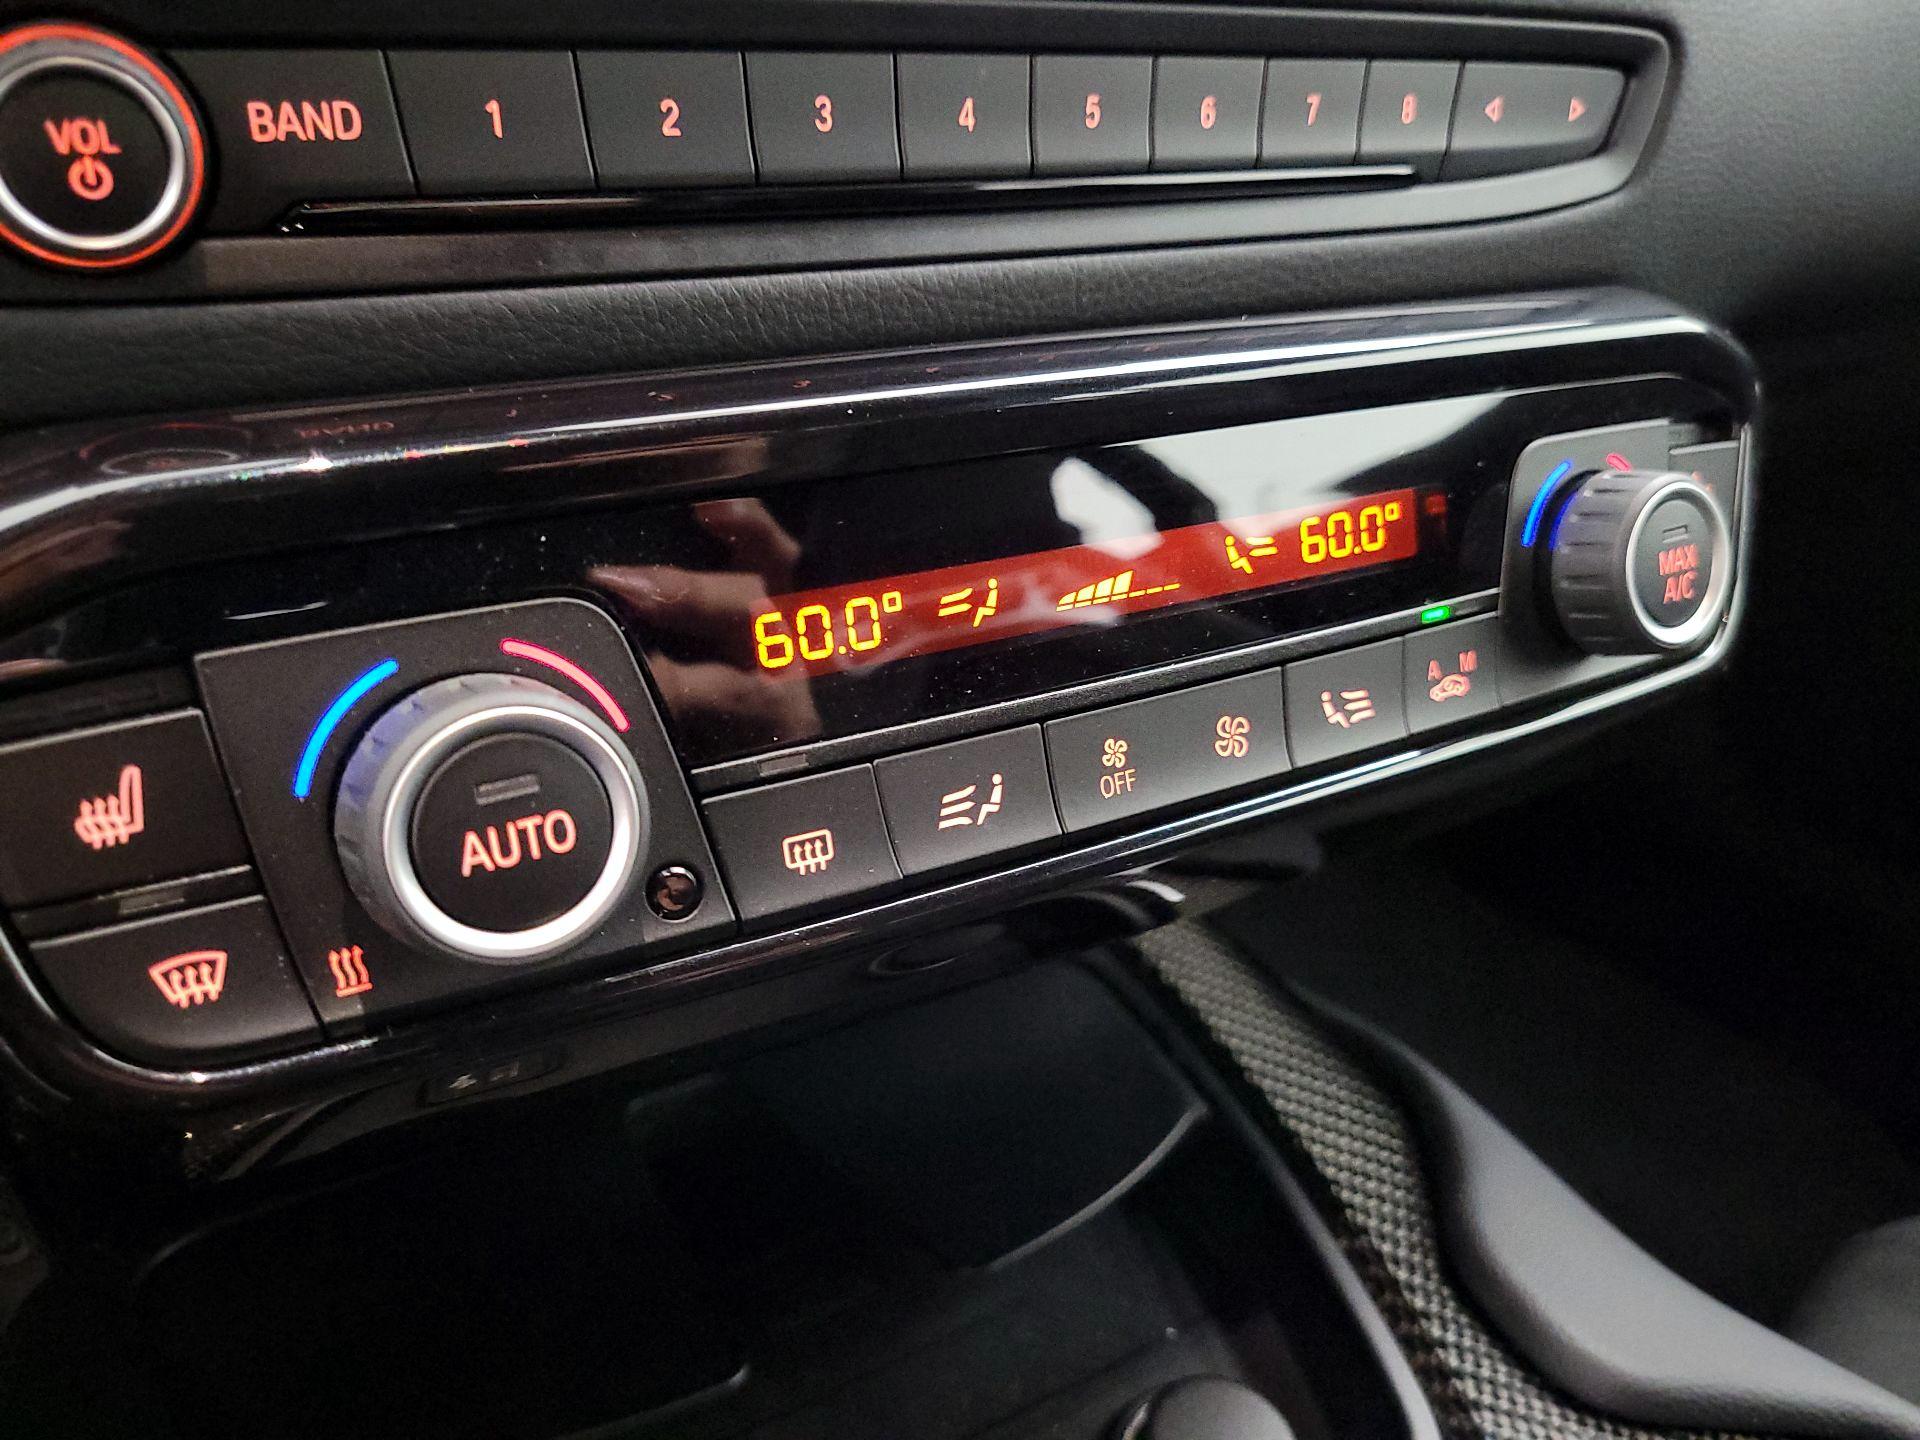 VOL
BAND 1 2 3 4 5 6 7 8
60.0° 60.0°
MAX
A/C
A M
OFF
AUTO